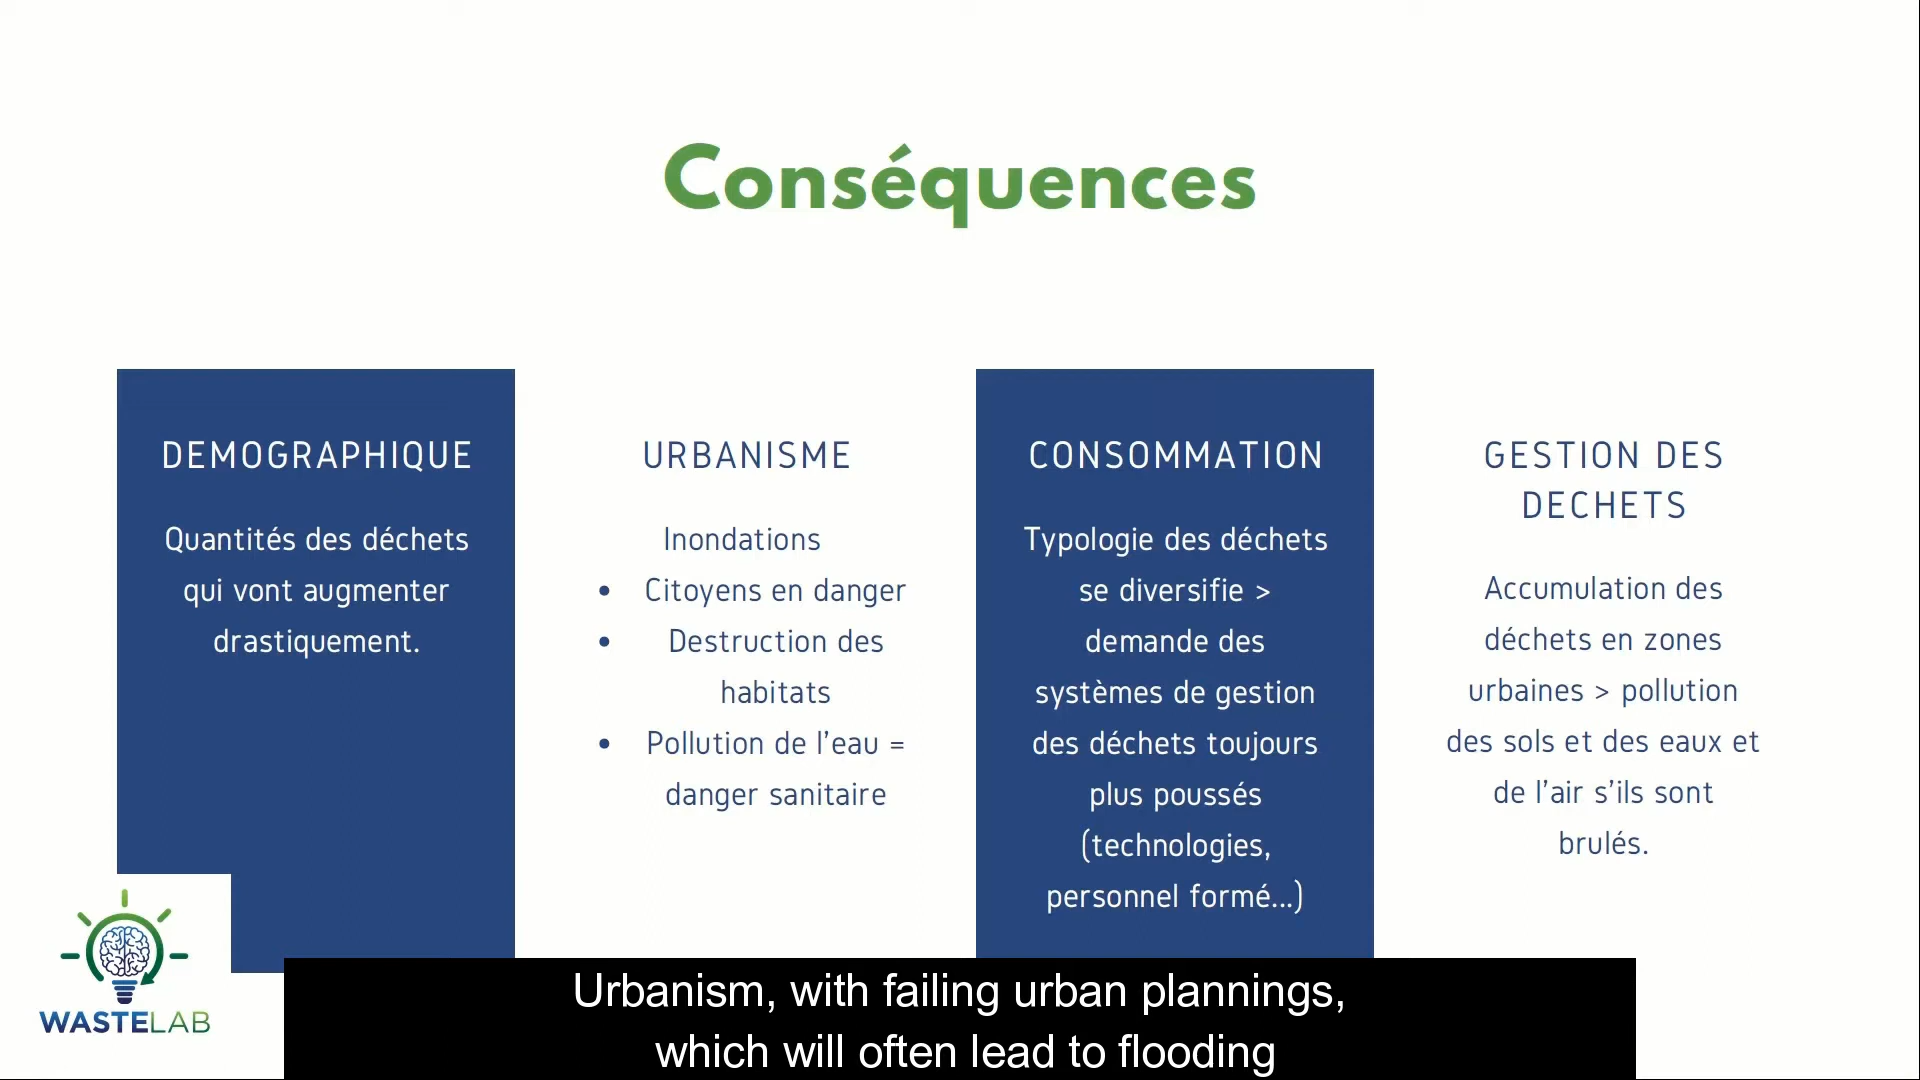 Conséquences
DEMOGRAPHIQUE
Quantités des déchets
qui vont augmenter
drastiquement.
URBANISME
Inondations
• Citoyens en danger
• Destruction des
habitats
• Pollution de l'eau =
danger sanitaire
CONSOMMATION
Typologie des déchets
se diversifie >
demande des
systèmes de gestion
des déchets toujours
plus poussés
(technologies,
personnel formé...)
GESTION DES
DECHETS
Accumulation des
déchets en zones
urbaines > pollution
des sols et des eaux et
de l'air s'ils sont
brulés.
WASTELAB
Urbanism, with failing urban plannings,
which will often lead to flooding